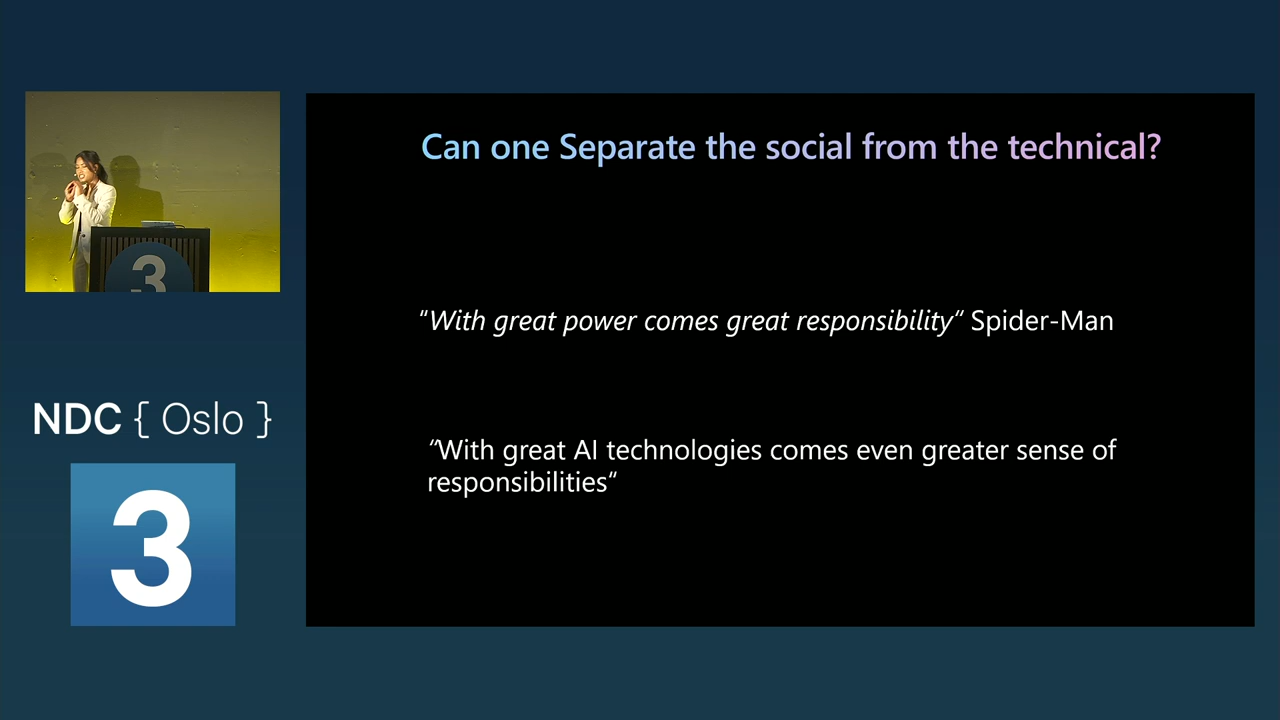 Can one Separate the social from the technical?
“With great power comes great responsibility“ Spider-Man
“With great AI technologies comes even greater sense of
responsibilities“
3
NDC { Oslo }
3